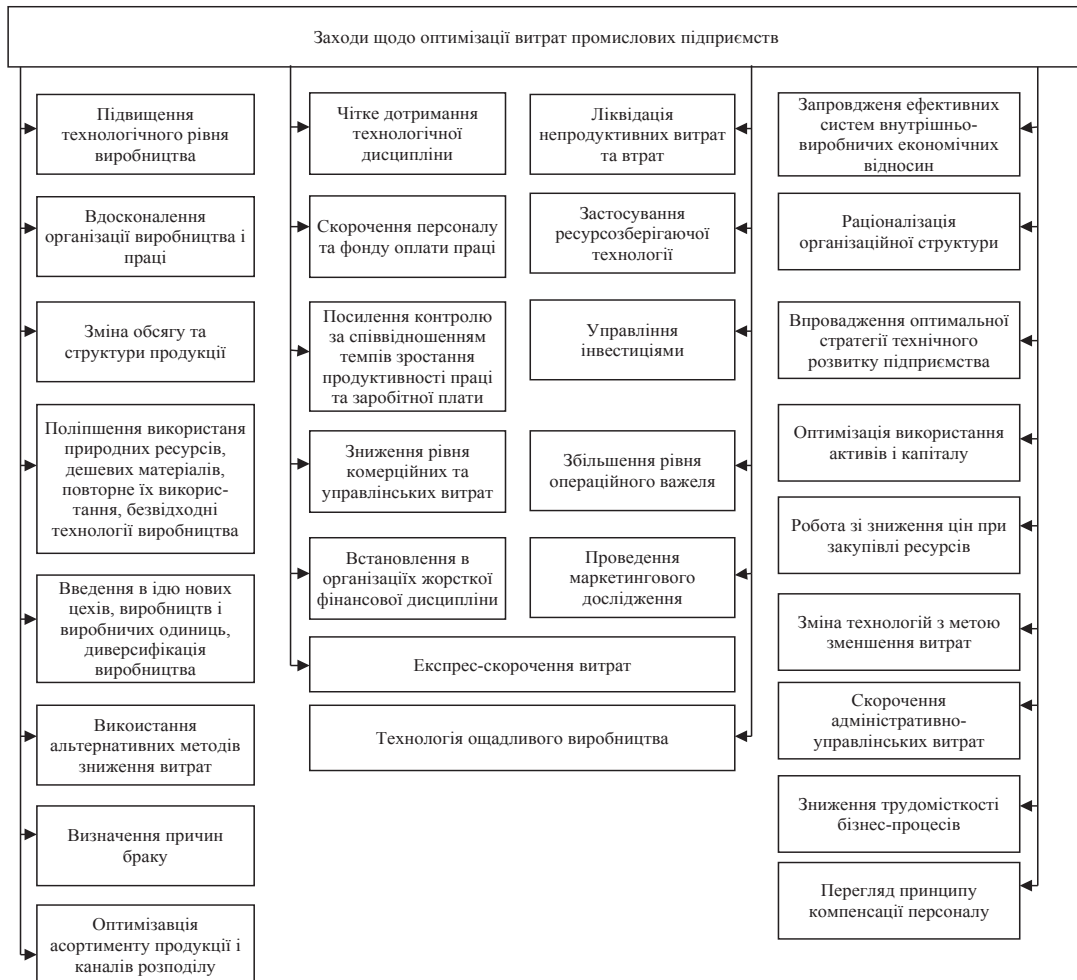 Заходи щодо оптимізації витрат промислових підприємств
Підвищення
технологічного рівня
виробництва
Вдосконалення
організації виробництва і
праці
Зміна обсягу та
структури продукції
Поліпшення використаня
природних ресурсів,
дешевих матеріалів,
повторне їх викорис-
тання, безвідходні
технології виробництва
Введення в ідю нових
цехів, виробництв і
виробничих одиниць,
диверсифікація
виробництва
Викоистання
альтернативних методів
зниження витрат
Визначення причин
браку
Оптимізавція
асортименту продукції і
каналів розподілу
Чітке дотримання
технологічної
дисципліни
Скорочення персоналу
та фонду оплати праці
Посилення контролю
за співвідношенням
темпів зростання
продуктивності праці
та заробітної плати
Зниження рівня
комерційних та
управлінських витрат
Встановлення в
організаціїх жорсткої
фінансової дисципліни
Експрес-скорочення витрат
Ліквідація
непродуктивних витрат
та втрат
Застосування
ресурсозберігаючої
технології
Управління
інвестиціями
Збільшення рівня
операційного важеля
Проведення
маркетингового
дослідження
Технологія ощадливого виробництва
Запровдженя ефективних
систем внутрішньо-
виробничих економічних
відносин
Раціоналізація
організаційної структури
Впровадження оптимальної
стратегії технічного
розвитку підприємства
Оптимізація використання
активів і капіталу
Робота зі зниження цін при
закупівлі ресурсів
Зміна технологій з метою
зменшення витрат
Скорочення
адміністративно-
управлінських витрат
Зниження трудомісткості
бізнес-процесів
Перегляд принципу
компенсації персоналу